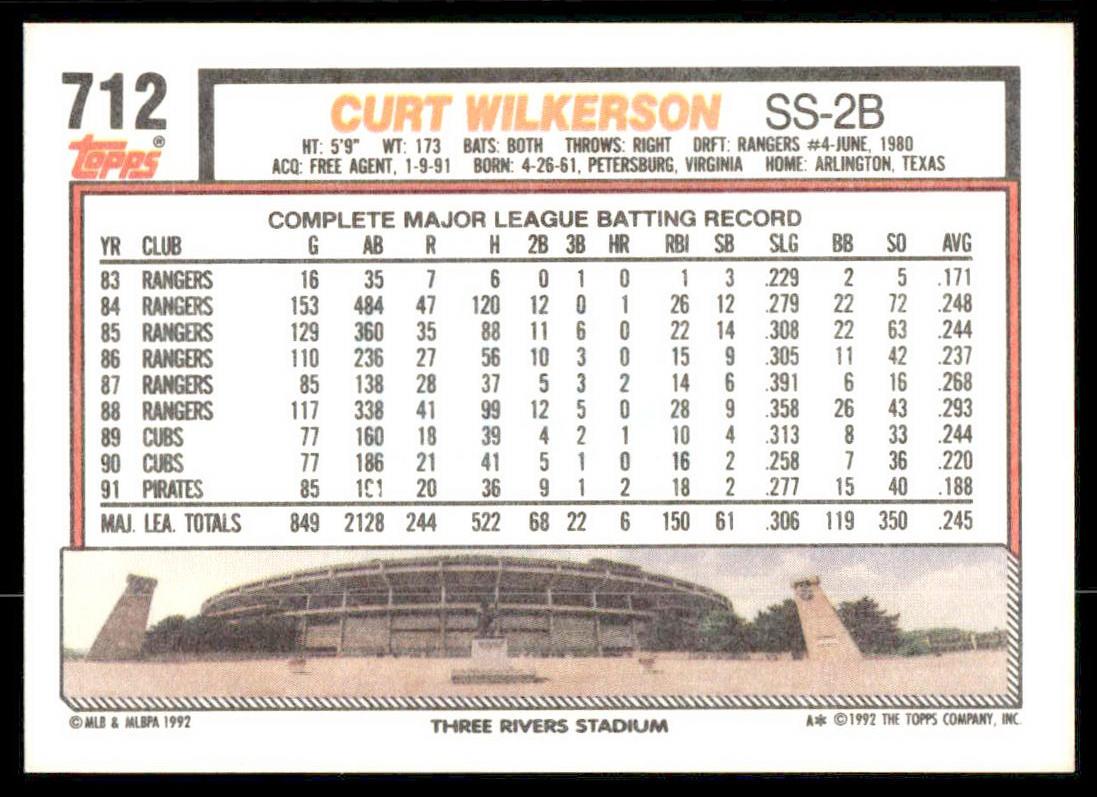 712
topps®
CURT WILKERSON SS-2B
HT: 5'9" WT: 173 BATS: BOTH THROWS: RIGHT DRFT: RANGERS #4-JUNE, 1980
ACQ: FREE AGENT, 1-9-91 BORN: 4-26-61, PETERSBURG, VIRGINIA HOME: ARLINGTON, TEXAS
COMPLETE MAJOR LEAGUE BATTING RECORD
YR CLUB G AB R H 2B 3B HR RBI SB SLG BB SO AVG
83 RANGERS 16 35 7 6 0 1 0 1 3 .229 2 5 .171
84 RANGERS 153 484 47 120 12 0 1 26 12 .279 22 72 .248
85 RANGERS 129 360 35 88 11 6 0 22 14 .308 22 63 .244
86 RANGERS 110 236 27 56 10 3 0 15 9 .305 11 42 .237
87 RANGERS 85 138 28 37 5 3 2 14 6 .391 6 16 .268
88 RANGERS 117 338 41 99 12 5 0 28 9 .358 26 43 .293
89 CUBS 77 160 18 39 4 2 1 10 4 .313 8 33 .244
90 CUBS 77 186 21 41 5 1 0 16 2 .258 7 36 .220
91 PIRATES 85 20 36 9 1 2 18 2 .277 15 40 .188
MAJ. LEA. TOTALS 849 2128 244 522 68 22 6 150 61 .306 119 350 .245
© MLB & MLBPA 1992 THREE RIVERS STADIUM A* © 1992 THE TOPPS COMPANY, INC.